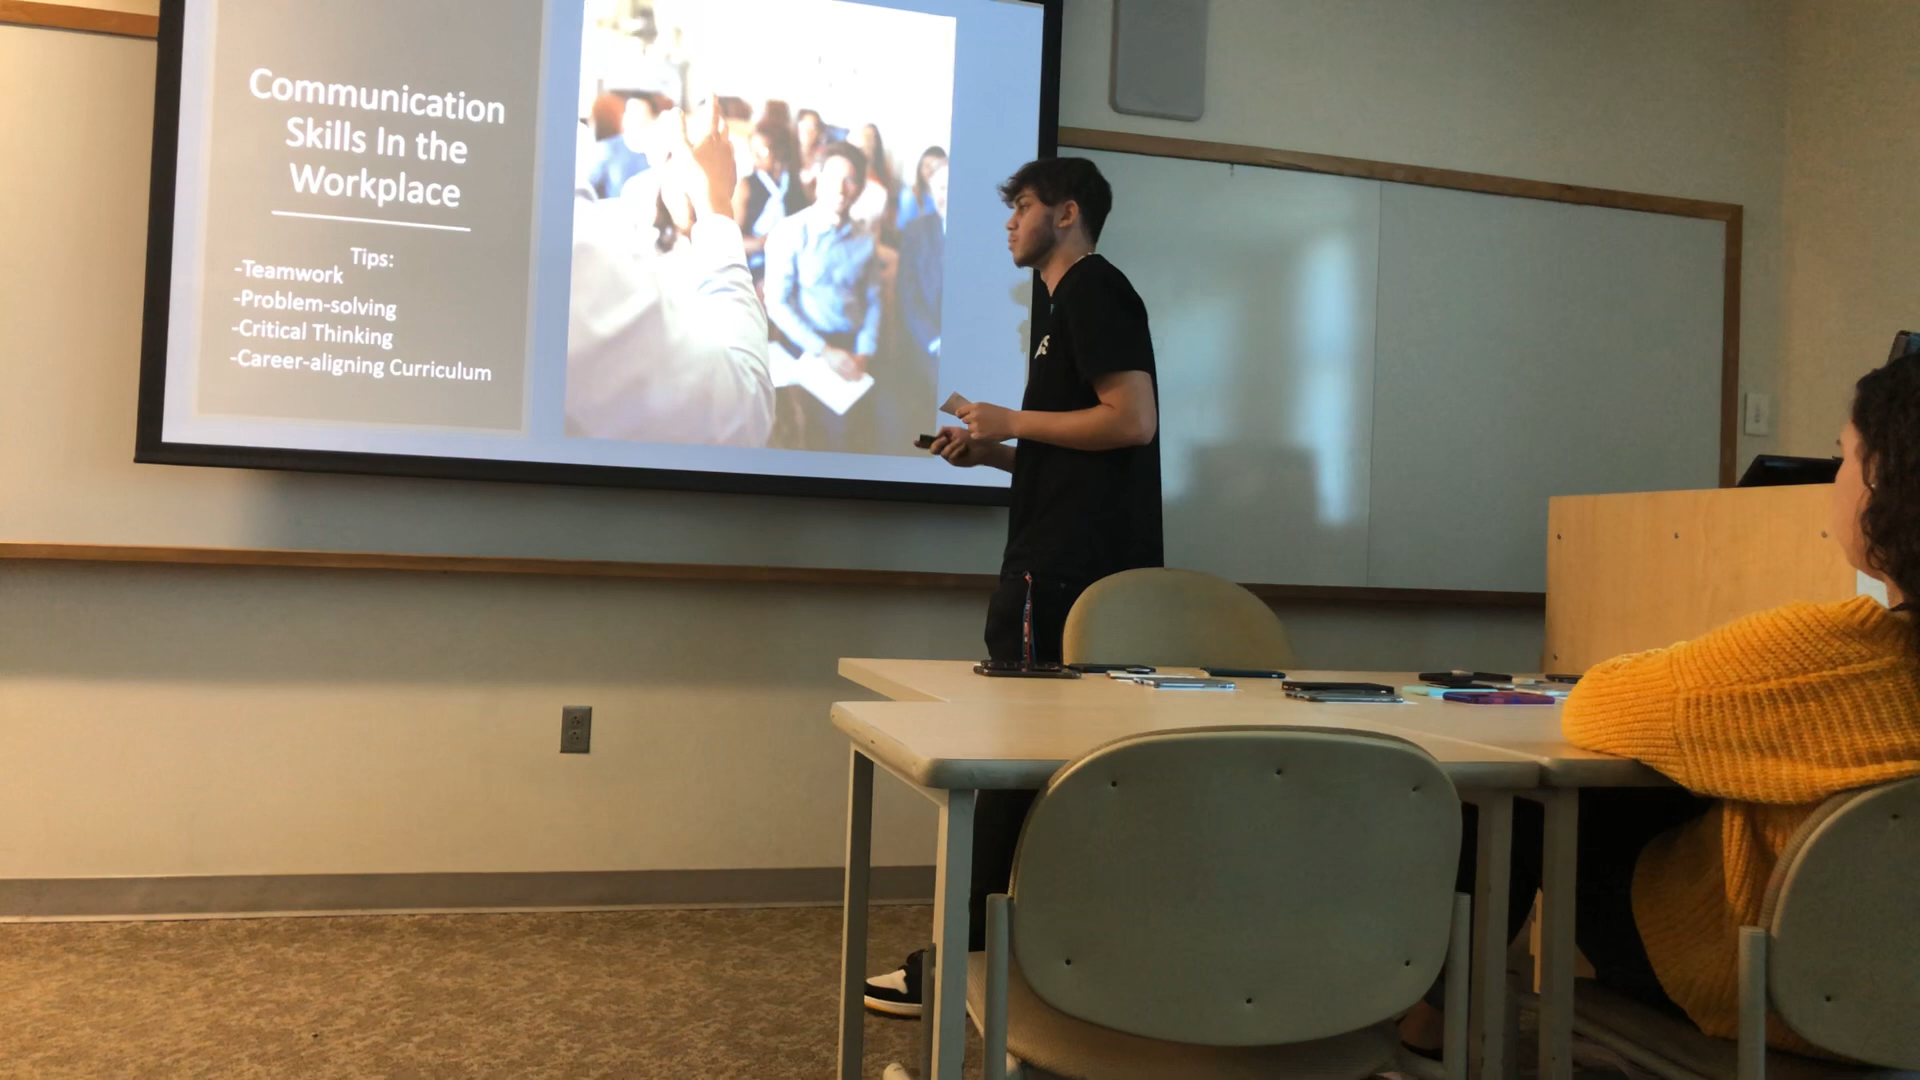 Communication
Skills In the
Workplace
Tips:
-Teamwork
-Problem-solving
-Critical Thinking
-Career-aligning Curriculum